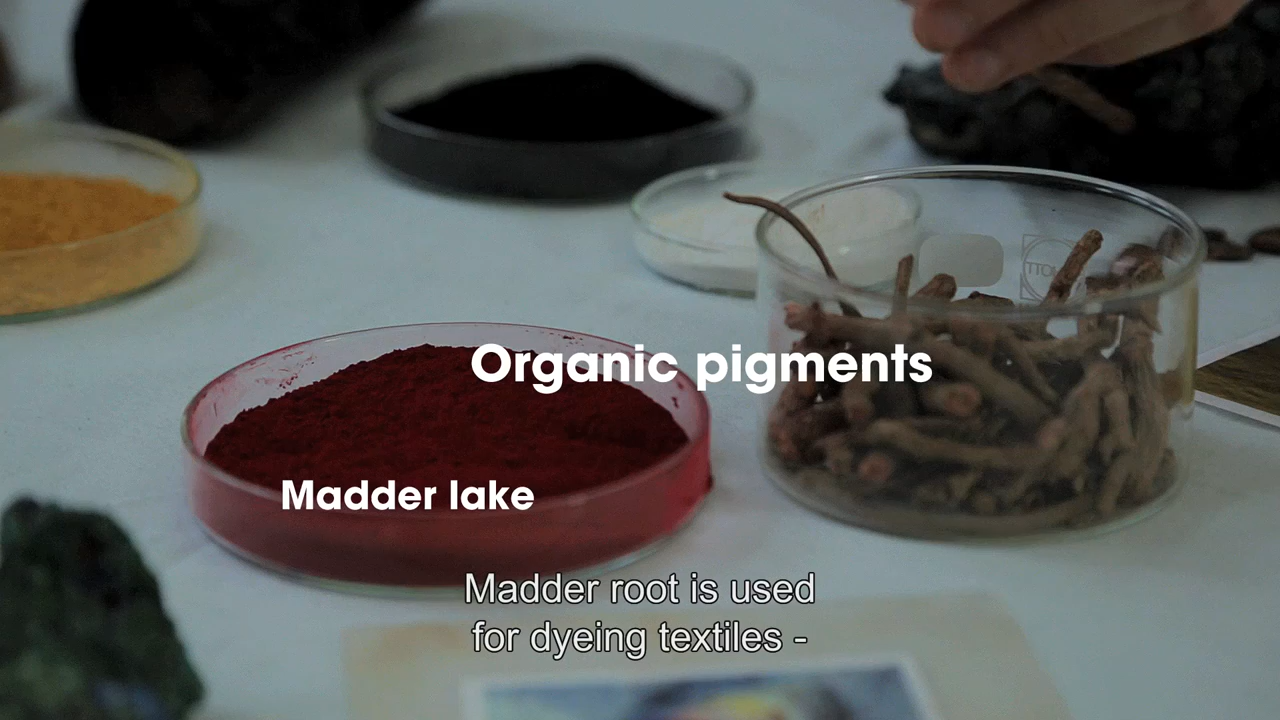 Organic pigments
Madder lake
Madder root is used
for dyeing textiles -